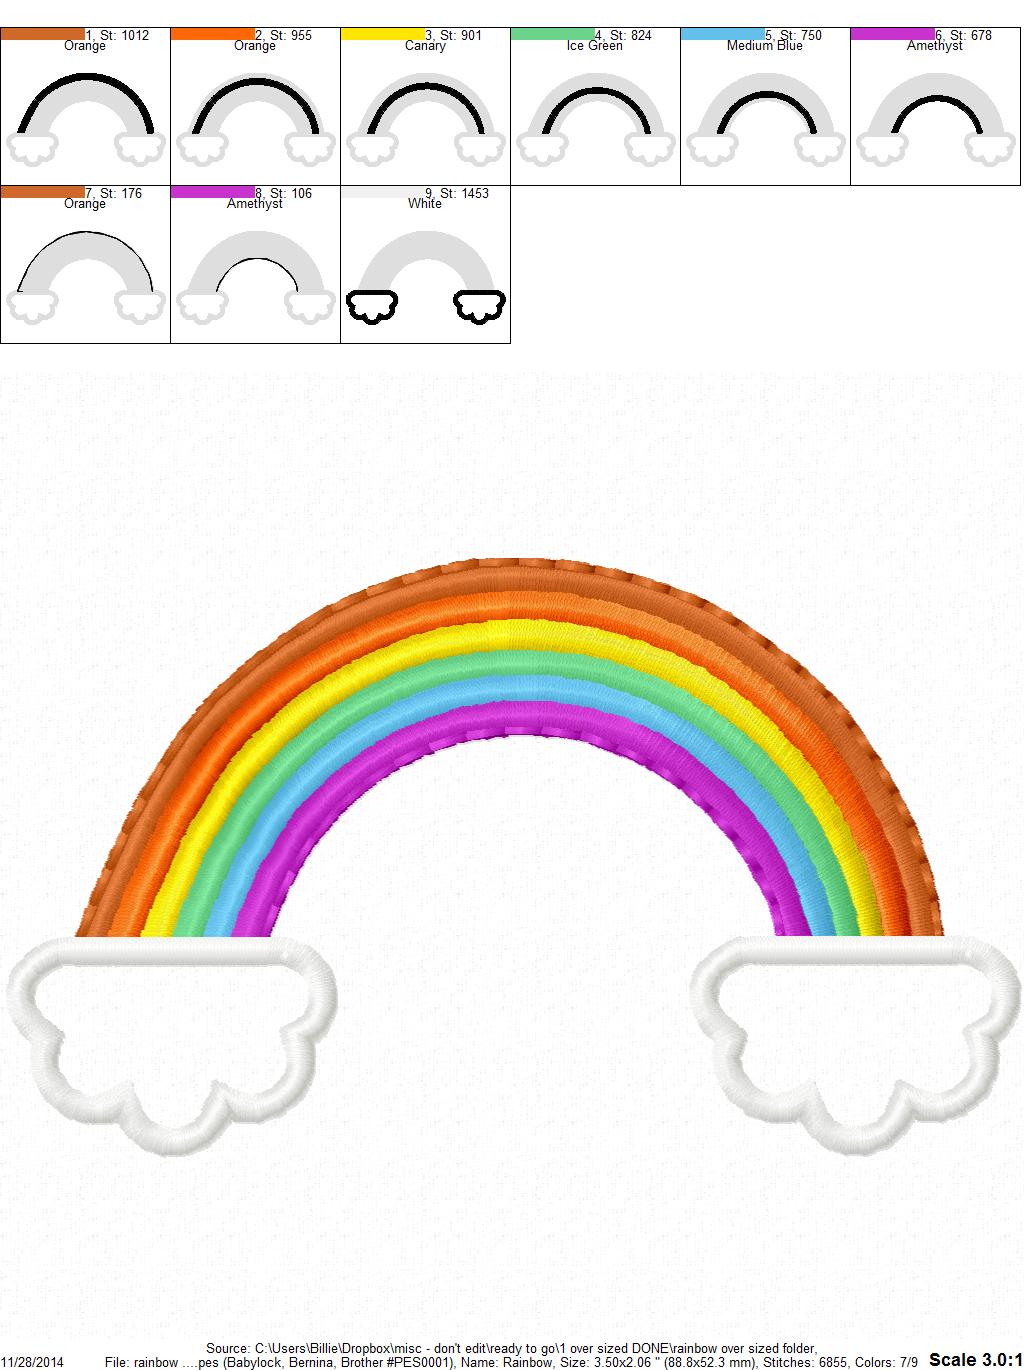 1, St: 1012
Orange
2, St: 955
Orange
3, St: 901
Canary
4, St: 824
Ice Green
5, St: 750
Medium Blue
6, St: 678
Amethyst
7, St: 176
Orange
8, St: 106
Amethyst
9, St: 1453
White
Source: C:\Users\Billie\Dropbox\misc - don't edit\ready to go\1 over sized DONE\rainbow over sized folder,
11/28/2014 File: rainbow ....pes (Babylock, Bernina, Brother #PES0001), Name: Rainbow, Size: 3.50x2.06 " (88.8x52.3 mm), Stitches: 6855, Colors: 7/9 Scale 3.0:1